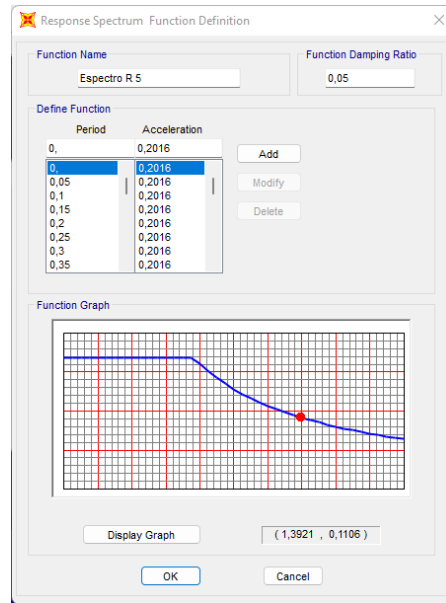 Response Spectrum Function Definition
Function Name
Function Damping Ratio
Espectro R 5
0,05
Define Function
Period Acceleration
0, 0,2016
Add
0, 0,2016
0,05 0,2016
Modify
0,1 0,2016
0,15 0,2016
Delete
0,2 0,2016
0,25 0,2016
0,3 0,2016
0,35 0,2016
Function Graph
Display Graph
( 1,3921 , 0,1106 )
OK
Cancel